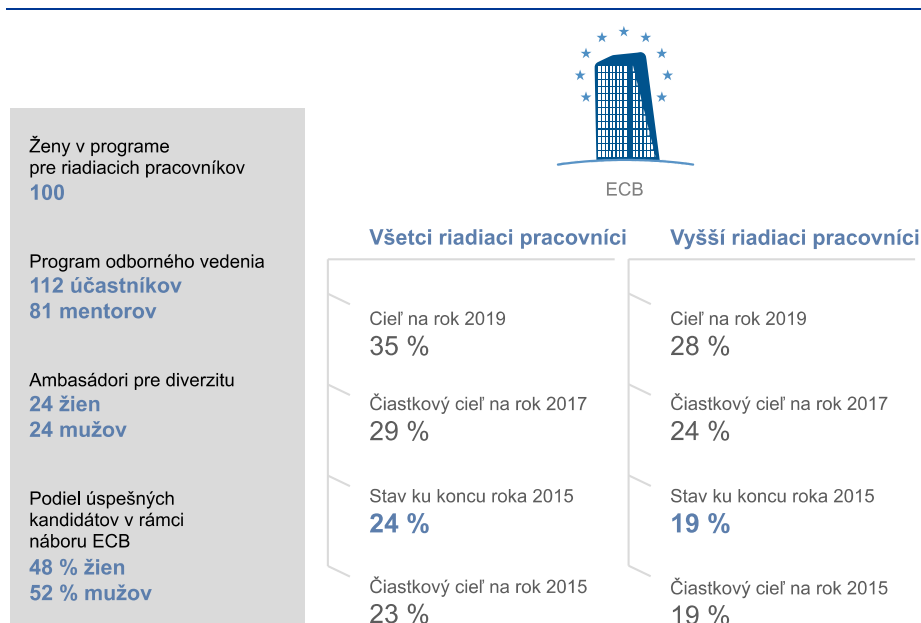 Ženy v programe
pre riadiacich pracovníkov
100
Program odborného vedenia
112 účastníkov
81 mentorov
Ambasádori pre diverzitu
24 žien
24 mužov
Podiel úspešných
kandidátov v rámci
náboru ECB
48 % žien
52 % mužov
ECB
Všetci riadiaci pracovníci
Cieľ na rok 2019
35 %
Čiastkový cieľ na rok 2017
29 %
Stav ku koncu roka 2015
24 %
Čiastkový cieľ na rok 2015
23 %
Vyšší riadiaci pracovníci
Cieľ na rok 2019
28 %
Čiastkový cieľ na rok 2017
24 %
Stav ku koncu roka 2015
19 %
Čiastkový cieľ na rok 2015
19 %